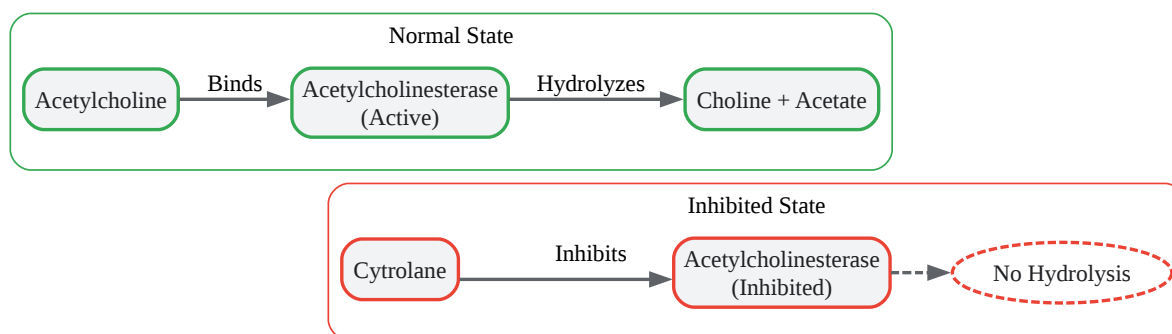 Normal State
Acetylcholine
Binds
Acetylcholinesterase
(Active)
Hydrolyzes
Choline + Acetate
Inhibited State
Cytrolane
Inhibits
Acetylcholinesterase
(Inhibited)
No Hydrolysis